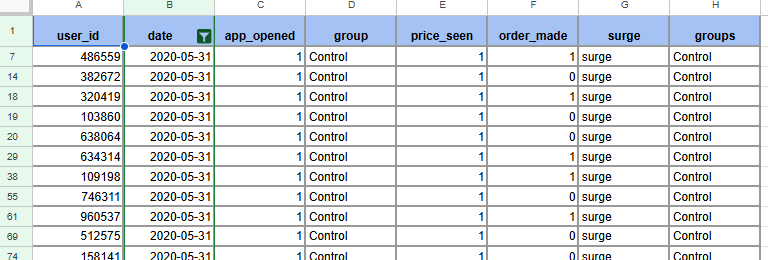 A B C D E F G H
1 user_id date app_opened group price_seen order_made surge groups
7 486559 2020-05-31 1 Control 1 1 surge Control
14 382672 2020-05-31 1 Control 1 0 surge Control
18 320419 2020-05-31 1 Control 1 1 surge Control
19 103860 2020-05-31 1 Control 1 0 surge Control
20 638064 2020-05-31 1 Control 1 0 surge Control
29 634314 2020-05-31 1 Control 1 1 surge Control
38 109198 2020-05-31 1 Control 1 1 surge Control
55 746311 2020-05-31 1 Control 1 0 surge Control
61 960537 2020-05-31 1 Control 1 1 surge Control
69 512575 2020-05-31 1 Control 1 0 surge Control
74 158141 2020-05-31 1 Control 1 0 surge Control